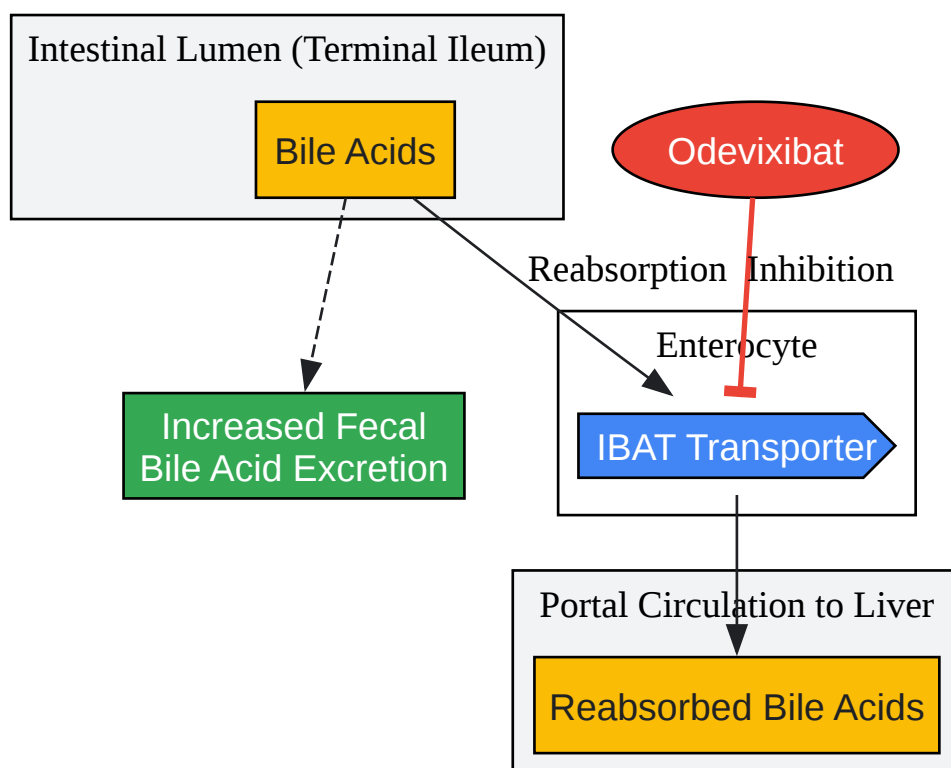 Intestinal Lumen (Terminal Ileum)
Bile Acids
Odevixibat
Reabsorption
Inhibition
Enterocyte
Increased Fecal
Bile Acid Excretion
IBAT Transporter
Portal Circulation to Liver
Reabsorbed Bile Acids